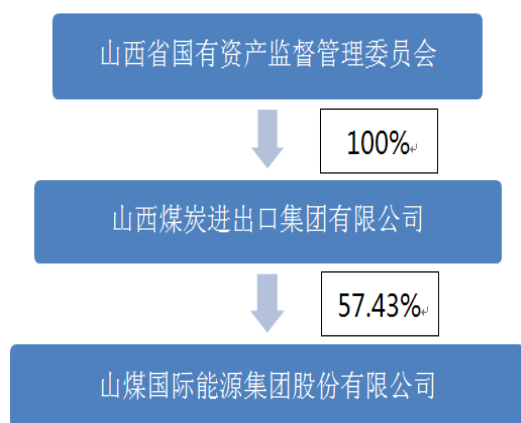 山西省国有资产监督管理委员会
100%
山西煤炭进出口集团有限公司
57.43%
山煤国际能源集团股份有限公司